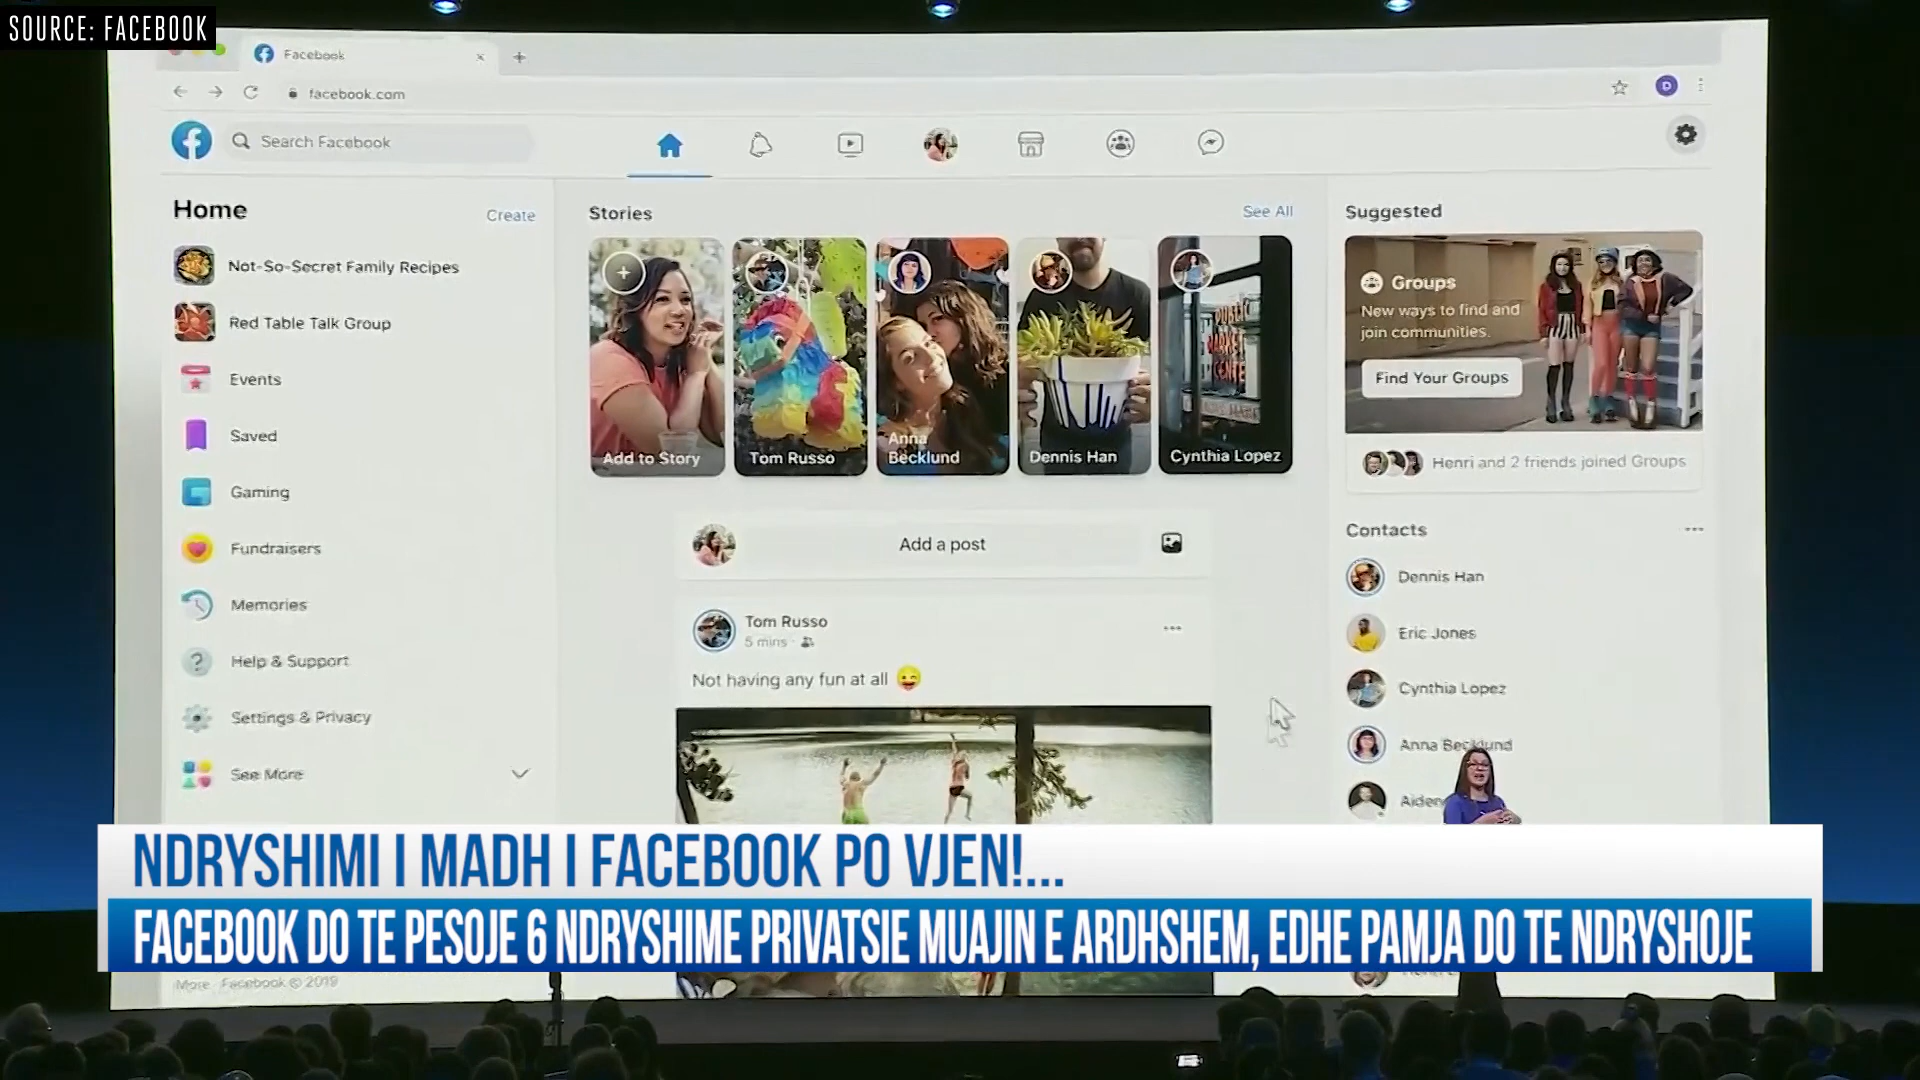 SOURCE: FACEBOOK
Facebook
facebook.com
D
Search Facebook
Home
Create
Not-So-Secret Family Recipes
Red Table Talk Group
Events
Saved
Gaming
Fundraisers
Memories
Help & Support
Settings & Privacy
See More
Stories
See All
PUBLIC
MARKET
CENTER
Add to Story
Tom Russo
Anna
Becklund
Dennis Han
Cynthia Lopez
Add a post
Tom Russo
5 mins
Not having any fun at all
Suggested
Groups
New ways to find and
join communities.
Find Your Groups
Henri and 2 friends joined Groups
Contacts
Dennis Han
Eric Jones
Cynthia Lopez
Anna Becklund
NDRYSHIMI I MADH I FACEBOOK PO VJEN!...
FACEBOOK DO TE PESOJE 6 NDRYSHIME PRIVATSIE MUAJIN E ARDHSHEM, EDHE PAMJA DO TE NDRYSHOJE
More · Facebook © 2019